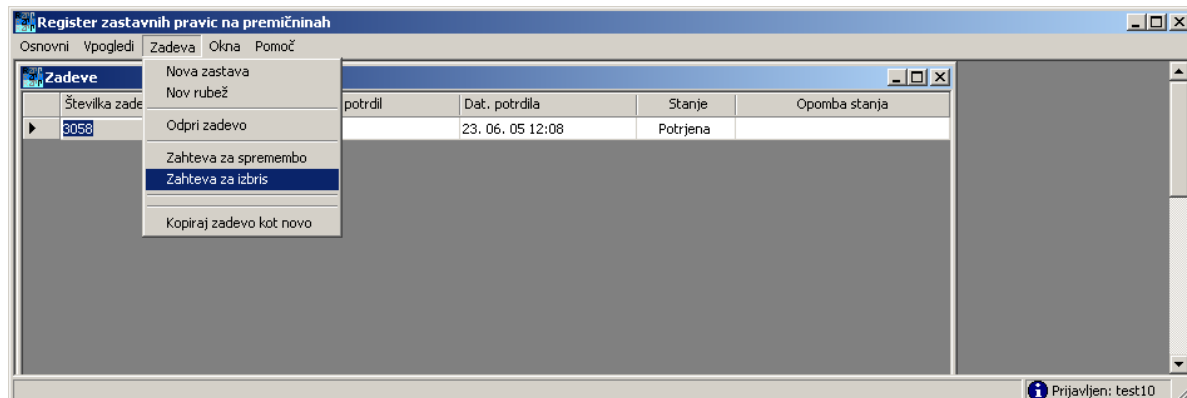 Register zastavnih pravic na premičninah
Osnovni Vpogledi Zadeva Okna Pomoč
Zadeve
Številka zade potrdil Dat. potrdila Stanje Opomba stanja
3058 23. 06. 05 12:08 Potrjena
Nova zastava
Nov rubež
Odpri zadevo
Zahteva za spremembo
Zahteva za izbris
Kopiraj zadevo kot novo
Prijavljen: test10